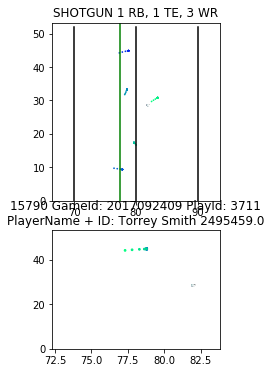 SHOTGUN 1 RB, 1 TE, 3 WR
50
40
30
20
10
0
70 80 90
15790 GameId: 2017092409 PlayId: 3711
PlayerName + ID: Torrey Smith 2495459.0
40
20
0
72.5 75.0 77.5 80.0 82.5